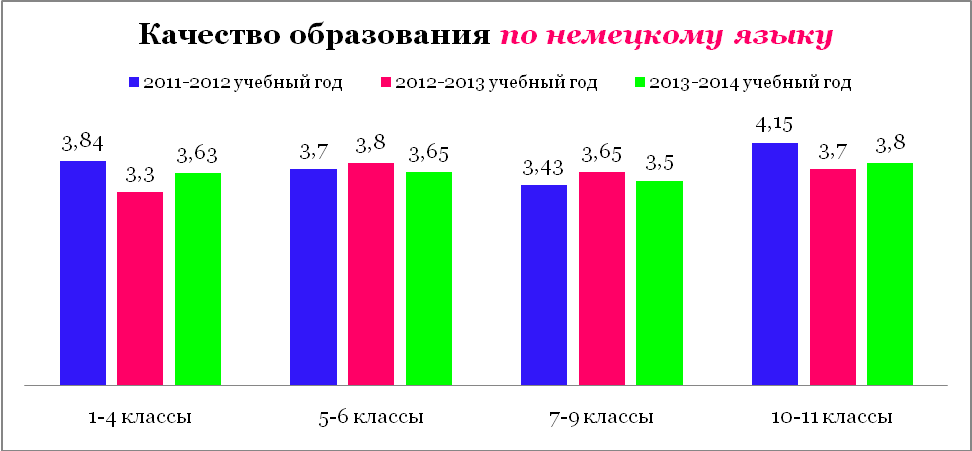 Качество образования по немецкому языку
2011-2012 учебный год 2012-2013 учебный год 2013-2014 учебный год
3,84 3,3 3,63 3,7 3,8 3,65 3,43 3,65 3,5 4,15 3,7 3,8
1-4 классы 5-6 классы 7-9 классы 10-11 классы